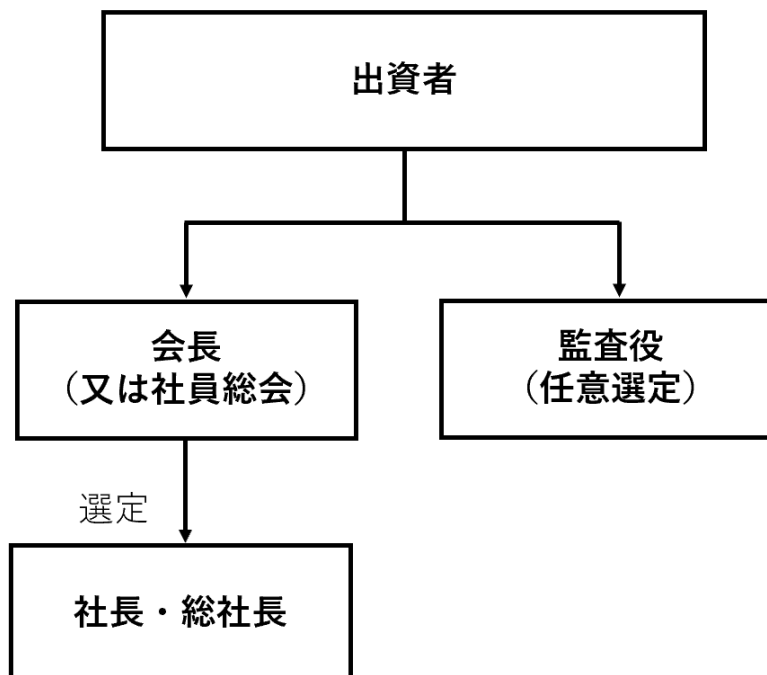 出資者
会長
（又は社員総会）
監査役
（任意選定）
選定
社長・総社長